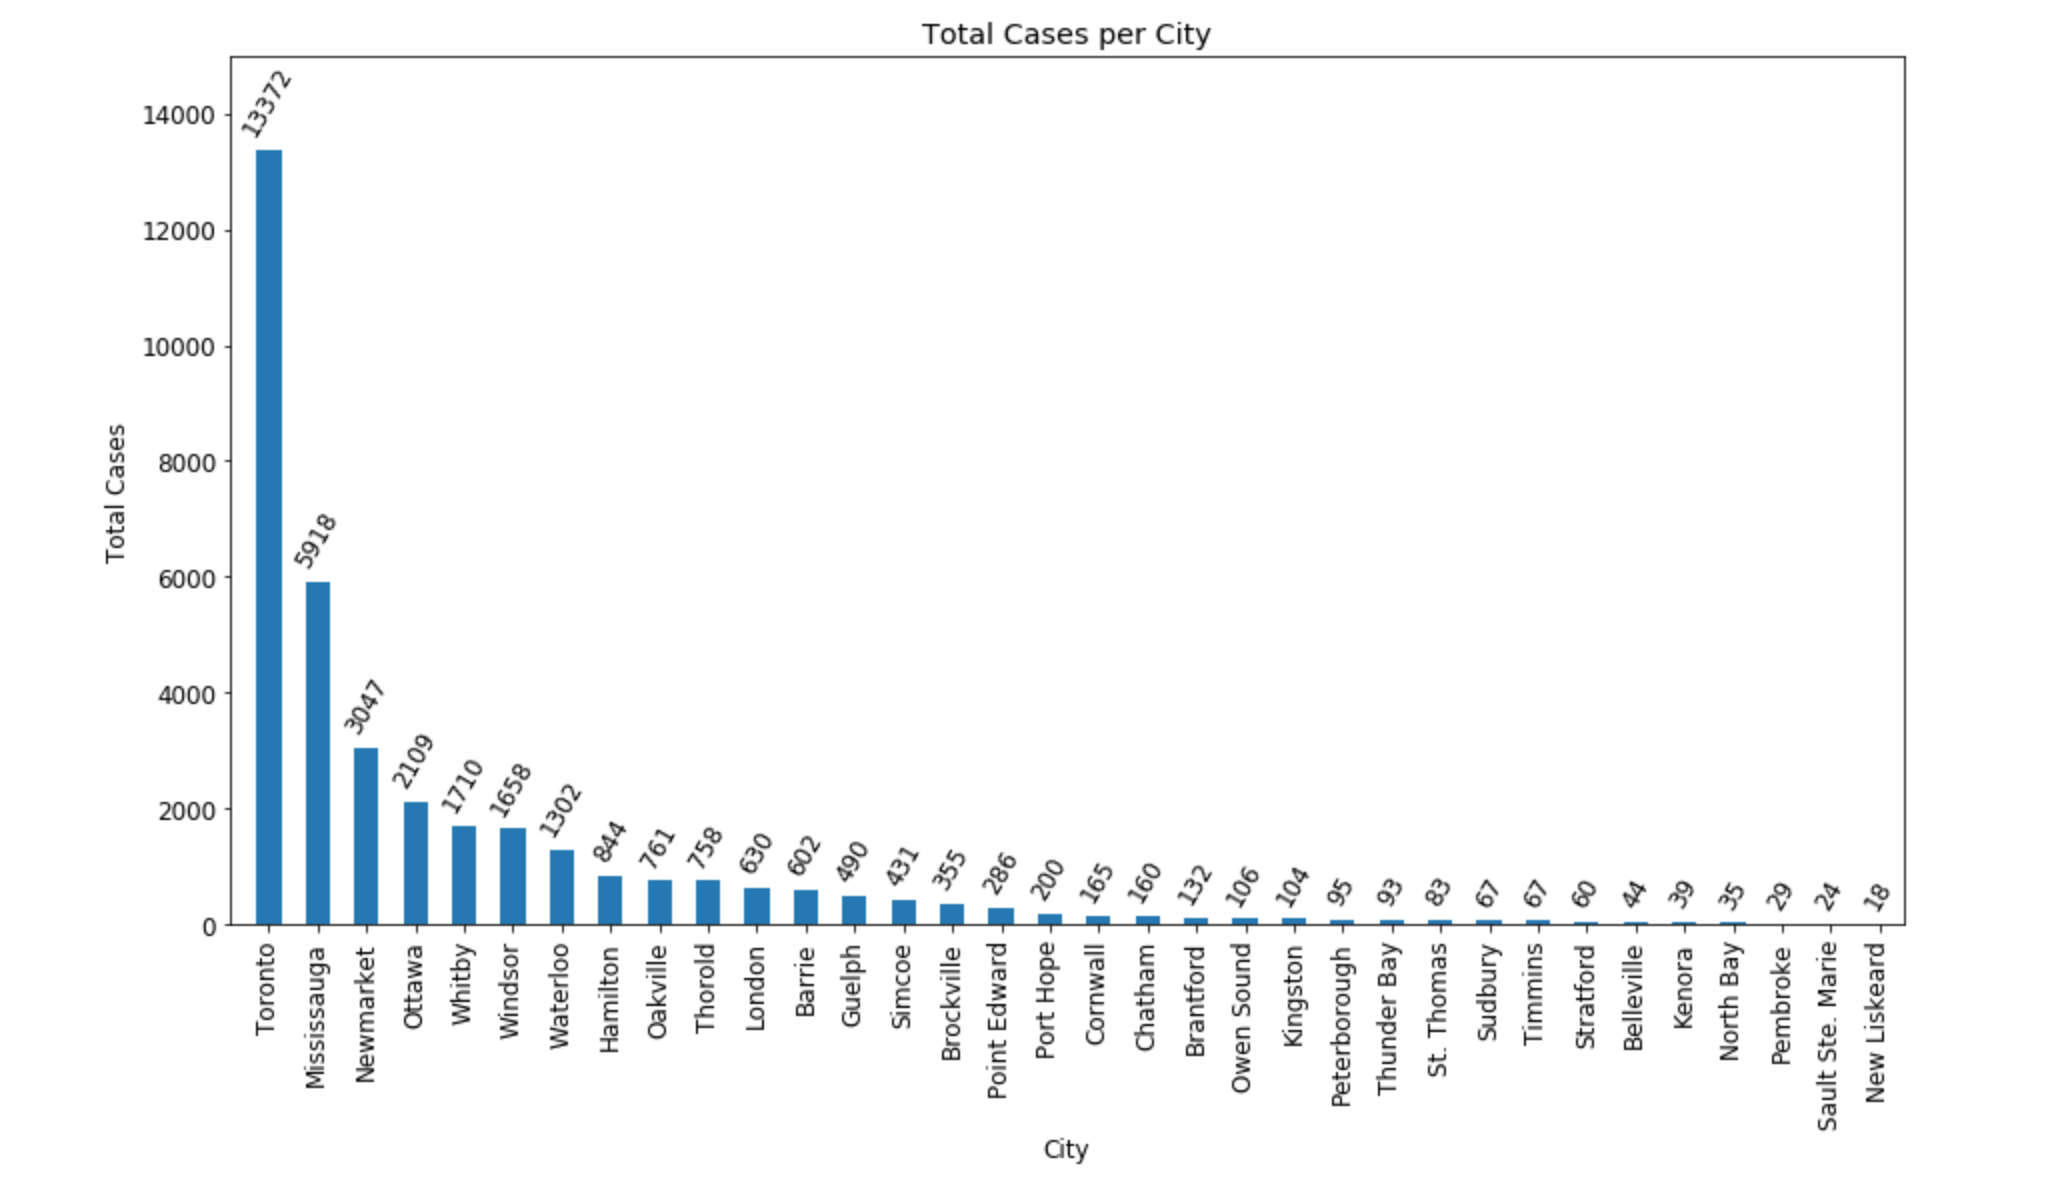 Total Cases per City
Total Cases
14000
12000
10000
8000
6000
4000
2000
0
13372
5918
3047
2109
1710
1658
1302
844
761
758
630
602
490
431
355
286
200
165
160
132
106
104
95
93
83
67
67
60
44
39
35
29
24
18
Toronto
Mississauga
Newmarket
Ottawa
Whitby
Windsor
Waterloo
Hamilton
Oakville
Thorold
London
Barrie
Guelph
Simcoe
Brockville
Point Edward
Port Hope
Cornwall
Chatham
Brantford
Owen Sound
Kingston
Peterborough
Thunder Bay
St. Thomas
Sudbury
Timmins
Stratford
Belleville
Kenora
North Bay
Pembroke
Sault Ste. Marie
New Liskeard
City